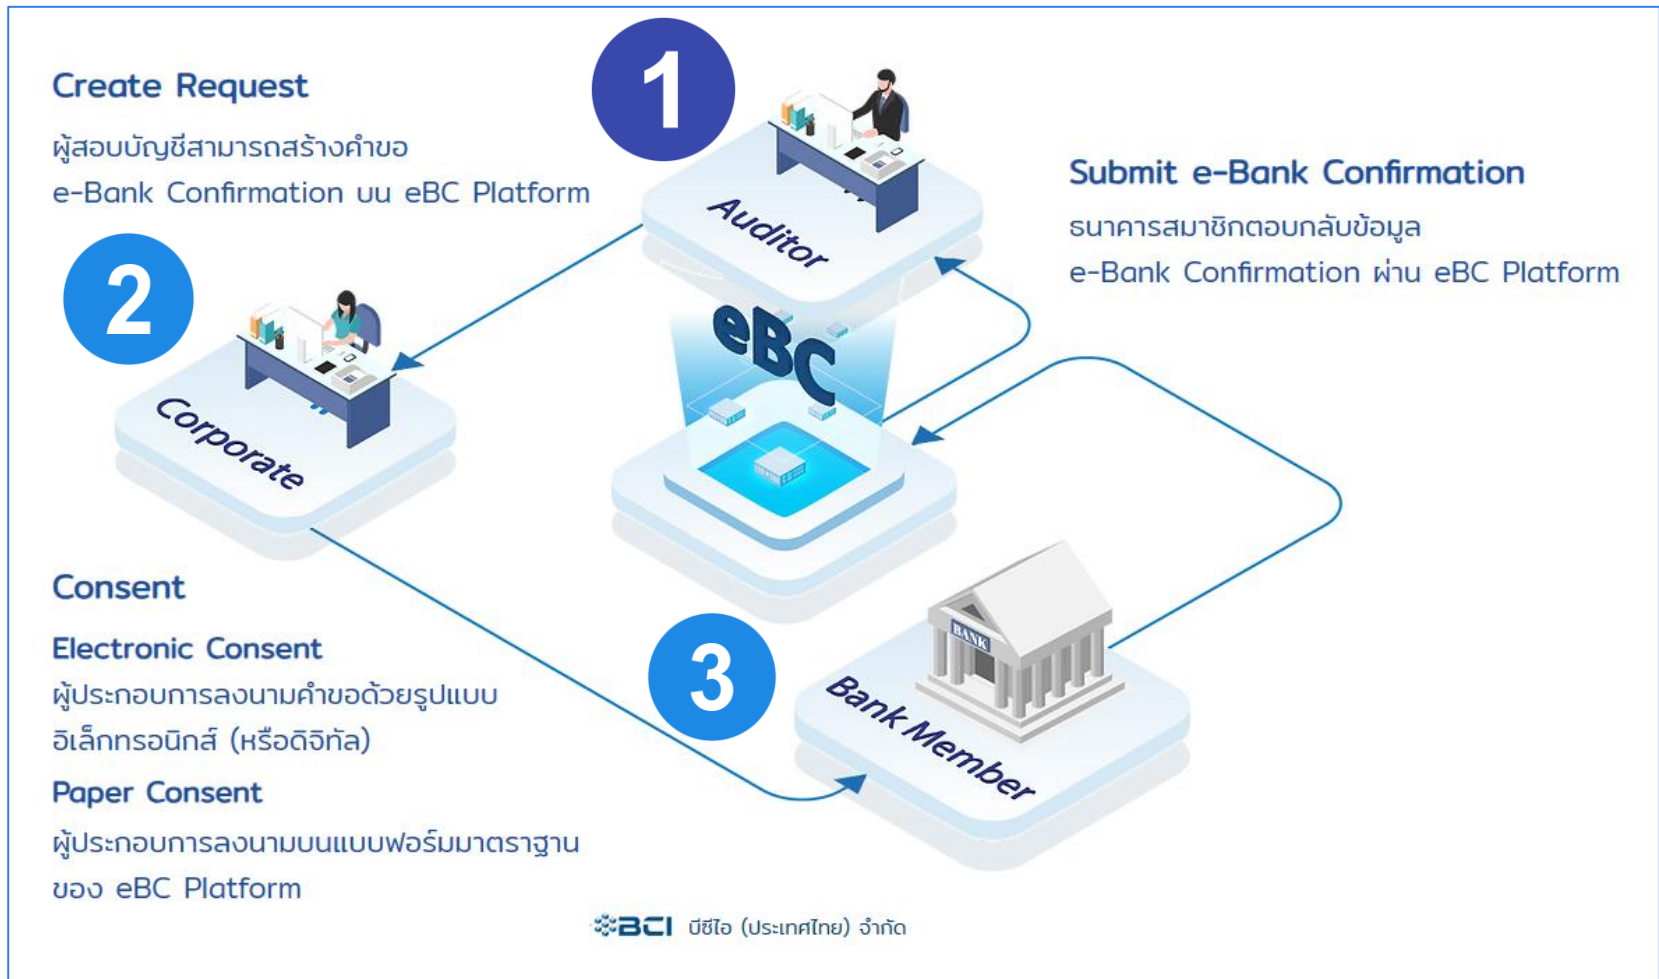 1
Create Request
ผู้สอบบัญชีสามารถสร้างคำขอ
e-Bank Confirmation บน eBC Platform
Auditor
Submit e-Bank Confirmation
ธนาคารสมาชิกตอบกลับข้อมูล
e-Bank Confirmation ผ่าน eBC Platform
2
Corporate
eBC
Consent
Electronic Consent
ผู้ประกอบการลงนามคำขอด้วยรูปแบบ
อิเล็กทรอนิกส์ (หรือดิจิทัล)
Paper Consent
ผู้ประกอบการลงนามบนแบบฟอร์มมาตราฐาน
ของ eBC Platform
3
BANK
Bank Member
BCI บีซีไอ (ประเทศไทย) จำกัด